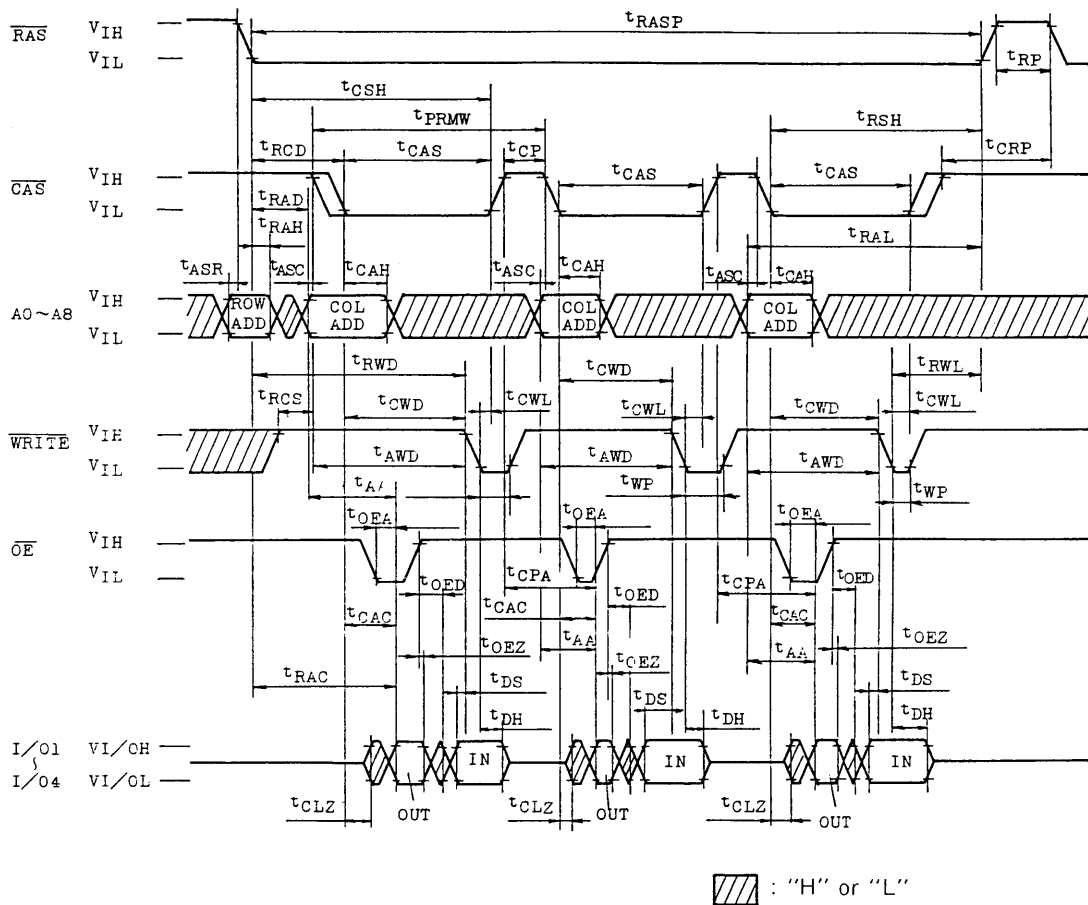 tRASP
RAS VIH
VIL
tRP
tCSH
tPRMW tRSH
tRCD tCAS tCP tCRP
CAS VIH tCAS tCAS
VIL
tRAD
tRAH tRAL
tASR tASC tCAH tASC tCAH tASC tCAH
A0~A8 VIH ROW ADD COL ADD COL ADD COL ADD
VIL
tRWD tCWD tRWL
tRCS tCWD tCWL tCWL tCWD tCWL
WRITE VIH
VIL
tAWD tAWD tAWD
tAA tWP tWP
tOEA tOEA tOEA
OE VIH
VIL
tOED tCPA tOED tCPA tOED
tCAC tCAC tCAC
tOEZ tAA tOEZ tAA tOEZ
tRAC tDS tDS tDS
tDH tDH tDH
I/O1 VI/OH
~ IN IN IN
I/O4 VI/OL
tCLZ OUT tCLZ OUT tCLZ OUT
: "H" or "L"